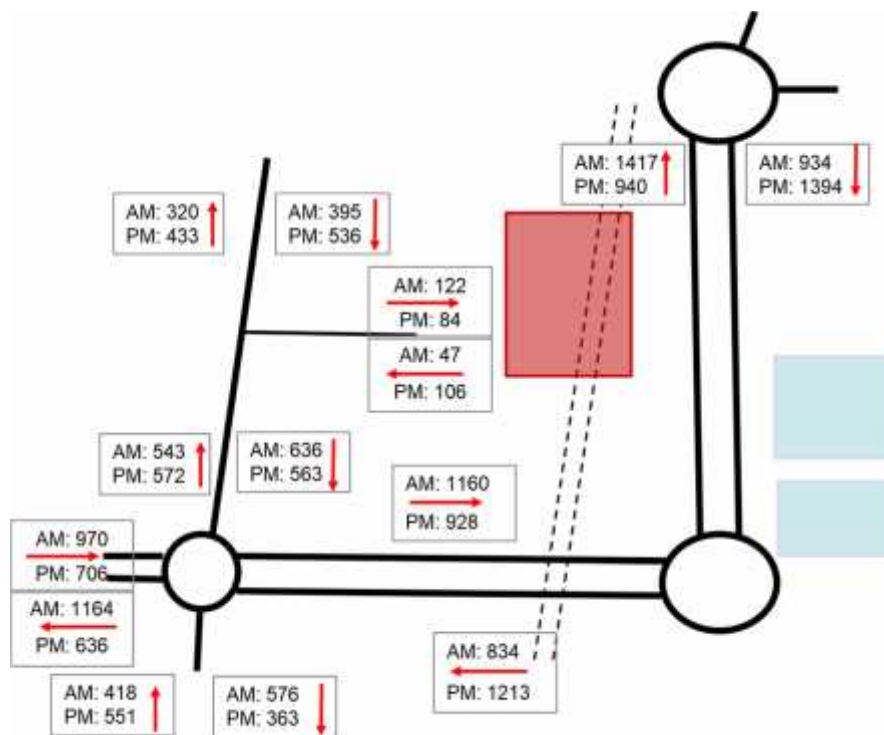 AM: 1417
PM: 940
AM: 934
PM: 1394
AM: 320
PM: 433
AM: 395
PM: 536
AM: 122
PM: 84
AM: 47
PM: 106
AM: 543
PM: 572
AM: 636
PM: 563
AM: 1160
PM: 928
AM: 970
PM: 706
AM: 1164
PM: 636
AM: 834
PM: 1213
AM: 418
PM: 551
AM: 576
PM: 363